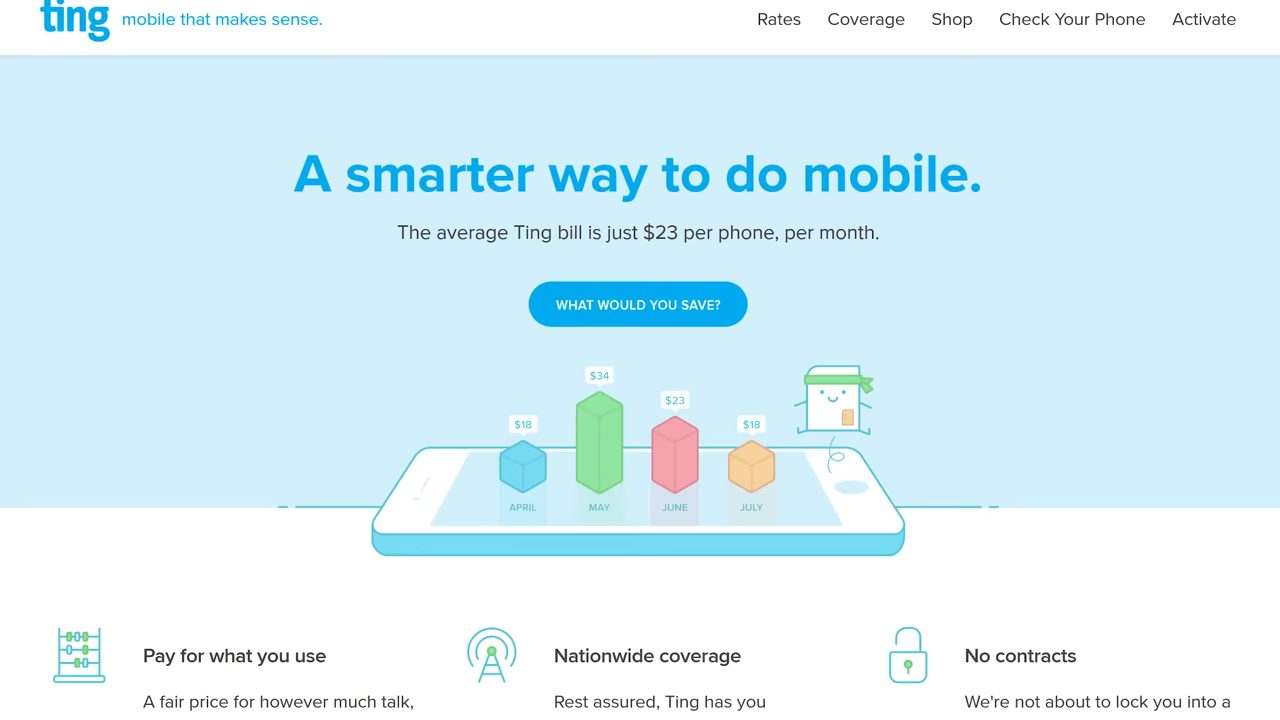 ting mobile that makes sense.
Rates Coverage Shop Check Your Phone Activate
A smarter way to do mobile.
The average Ting bill is just $23 per phone, per month.
WHAT WOULD YOU SAVE?
$34
$23
$18
$18
APRIL MAY JUNE JULY
Pay for what you use
A fair price for however much talk,
Nationwide coverage
Rest assured, Ting has you
No contracts
We're not about to lock you into a